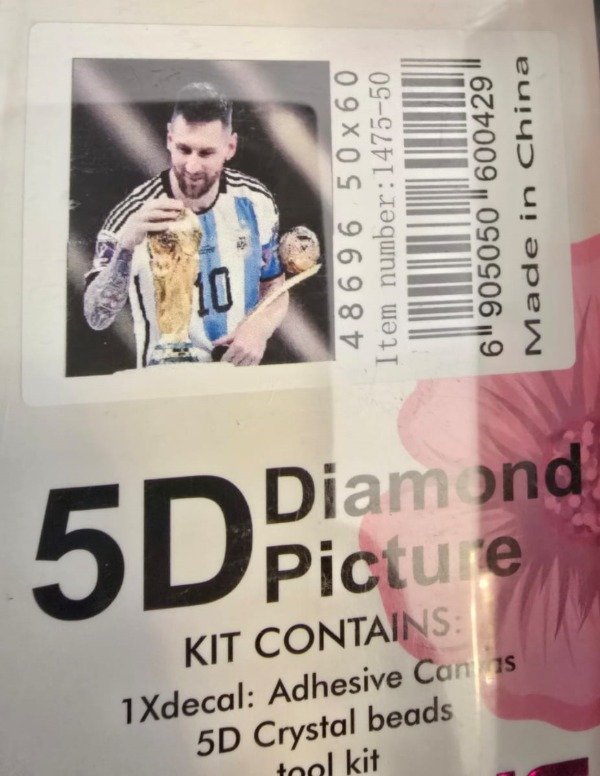 10
48696 50x60
Item number:1475-50
6 905050 600429
Made in China
5D Diamond
Picture
KIT CONTAINS:
1Xdecal: Adhesive Canvas
5D Crystal beads
tool kit